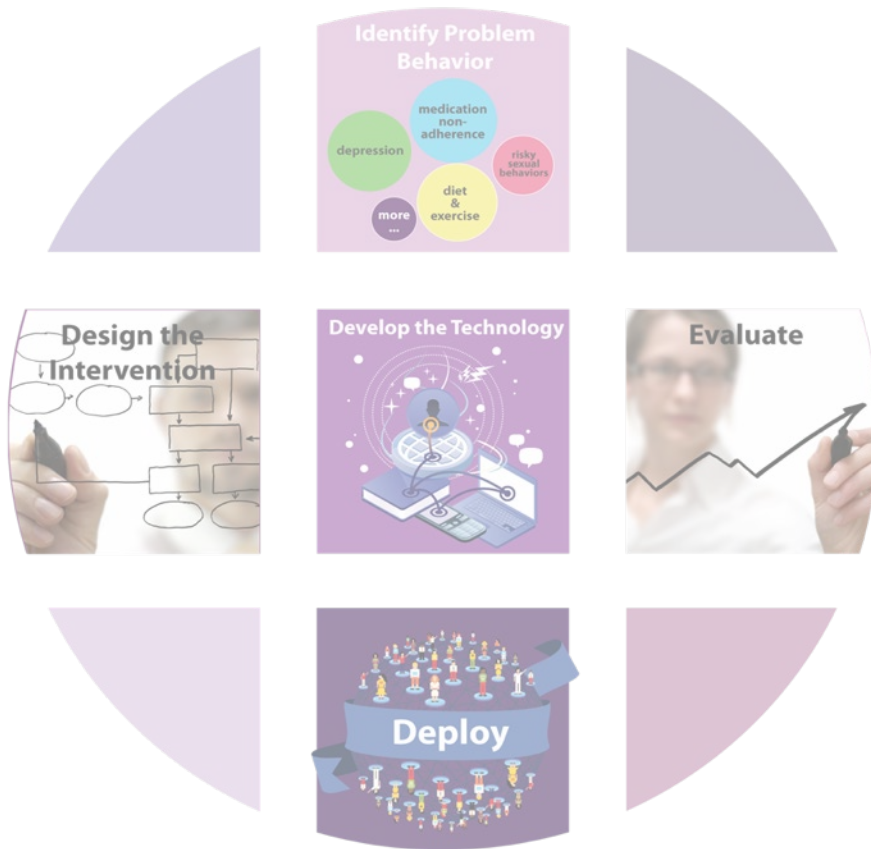 Identify Problem
Behavior
medication
non-
adherence
depression
risky
sexual
behaviors
diet
&
exercise
more
...
Design the
Intervention
Develop the Technology
Evaluate
Deploy